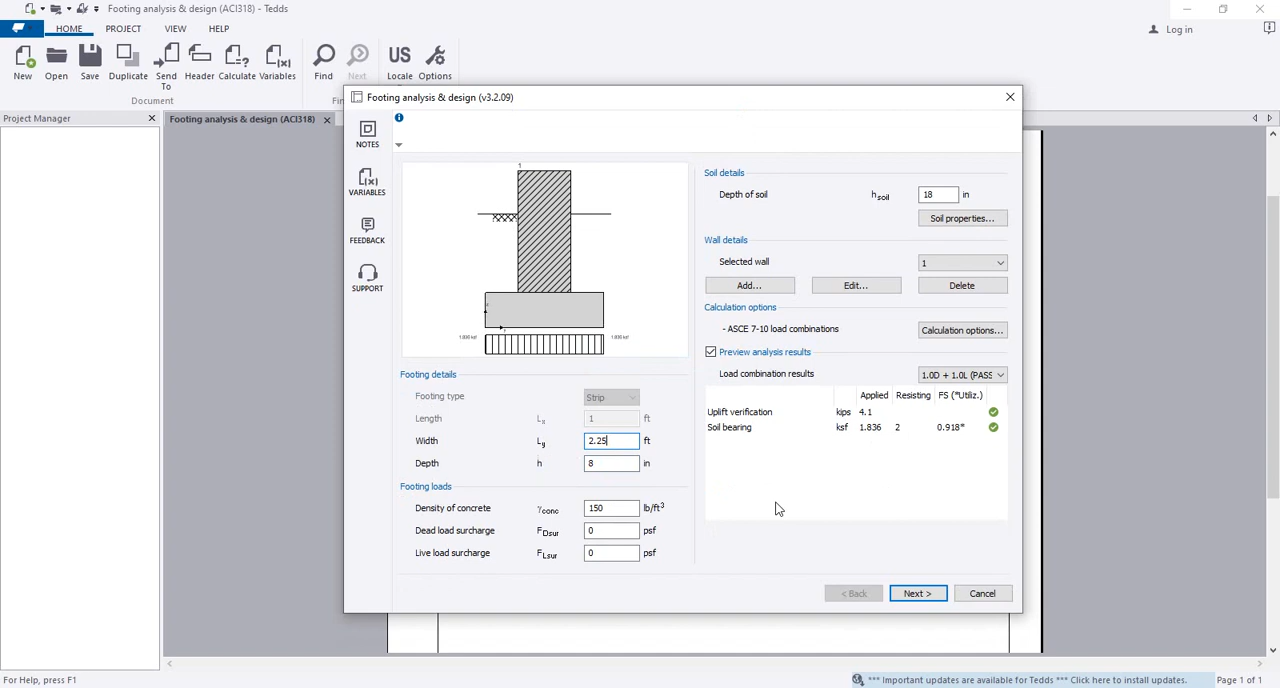 Footing analysis & design (ACI318) - Tedds
HOME PROJECT VIEW HELP
Log in
New Open Save Duplicate Send To Header Calculate Variables Find Next US Locale Options
Document
Project Manager
Footing analysis & design (ACI318)
Footing analysis & design (v3.2.09)
NOTES
VARIABLES
FEEDBACK
SUPPORT
1
Soil details
Depth of soil hsoil 18 in
Soil properties...
Wall details
Selected wall 1
Add... Edit... Delete
Calculation options
- ASCE 7-10 load combinations Calculation options...
Preview analysis results
Load combination results 1.0D + 1.0L (PASS
Applied Resisting FS (*Utiliz.)
Uplift verification kips 4.1
Soil bearing ksf 1.836 2 0.918*
Footing details
Footing type Strip
Length Lx 1 ft
Width Ly 2.25 ft
Depth h 8 in
Footing loads
Density of concrete γconc 150 lb/ft³
Dead load surcharge FDsur 0 psf
Live load surcharge FLsur 0 psf
< Back Next > Cancel
For Help, press F1
*** Important updates are available for Tedds *** Click here to install updates.
Page 1 of 1